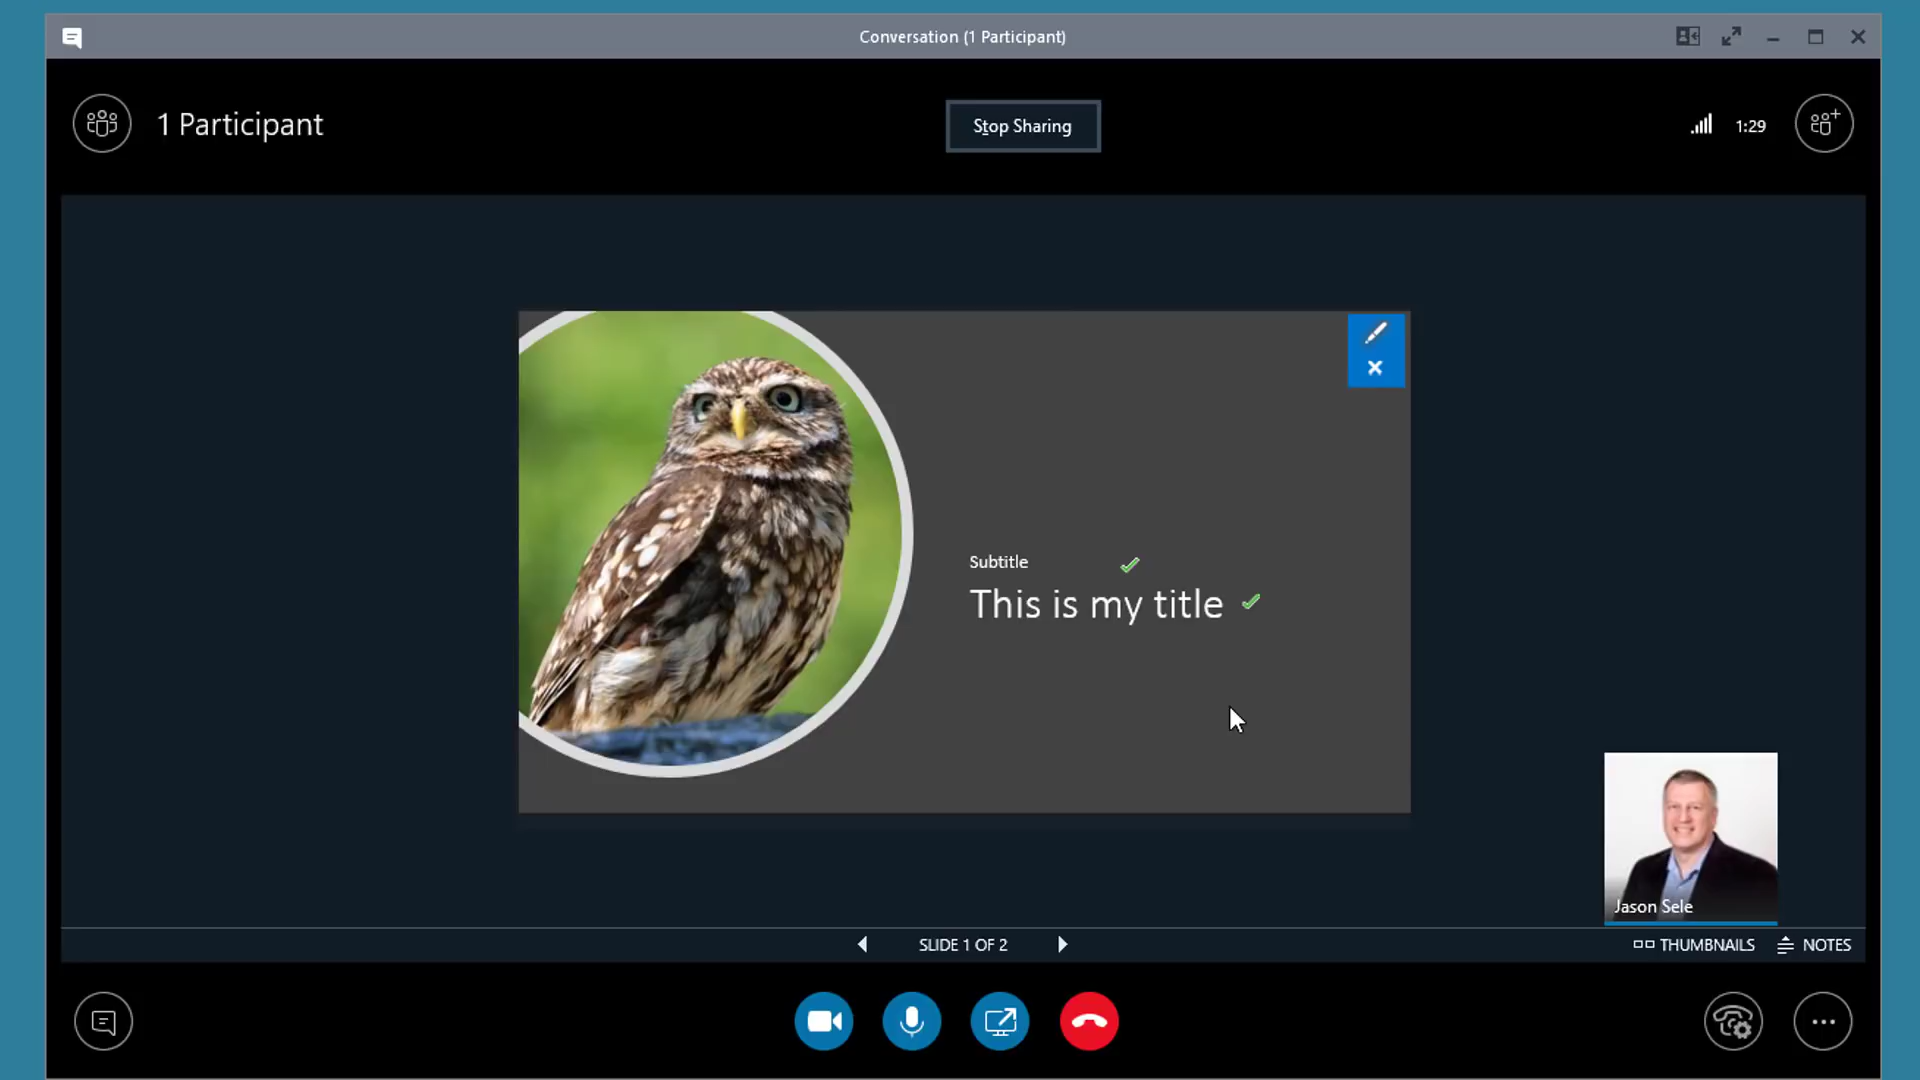 Conversation (1 Participant)
1 Participant
Stop Sharing
1:29
Subtitle
This is my title
Jason Sele
SLIDE 1 OF 2
THUMBNAILS
NOTES